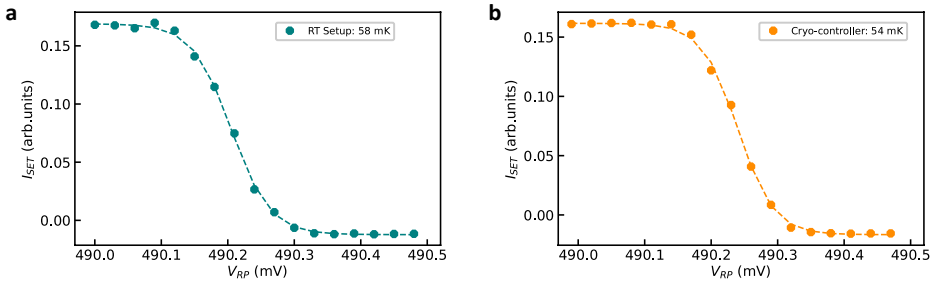 a
RT Setup: 58 mK
I_SET (arb.units)
0.15
0.10
0.05
0.00
490.0 490.1 490.2 490.3 490.4 490.5
V_RP (mV)
b
Cryo-controller: 54 mK
I_SET (arb.units)
0.15
0.10
0.05
0.00
490.0 490.1 490.2 490.3 490.4 490.5
V_RP (mV)